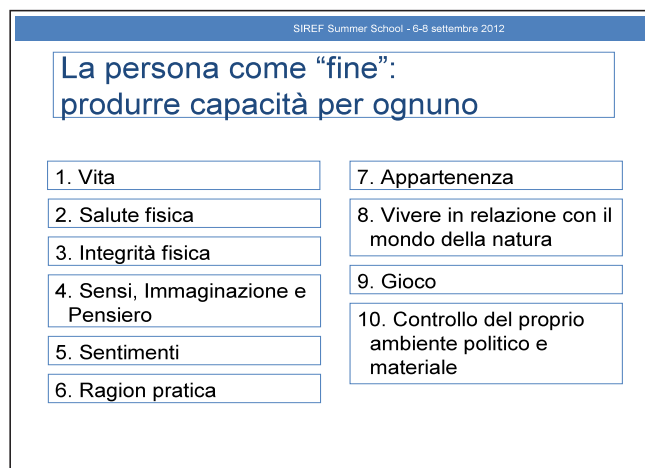 SIREF Summer School - 6-8 settembre 2012
La persona come “fine”:
produrre capacità per ognuno
1. Vita
2. Salute fisica
3. Integrità fisica
4. Sensi, Immaginazione e
Pensiero
5. Sentimenti
6. Ragion pratica
7. Appartenenza
8. Vivere in relazione con il
mondo della natura
9. Gioco
10. Controllo del proprio
ambiente politico e
materiale